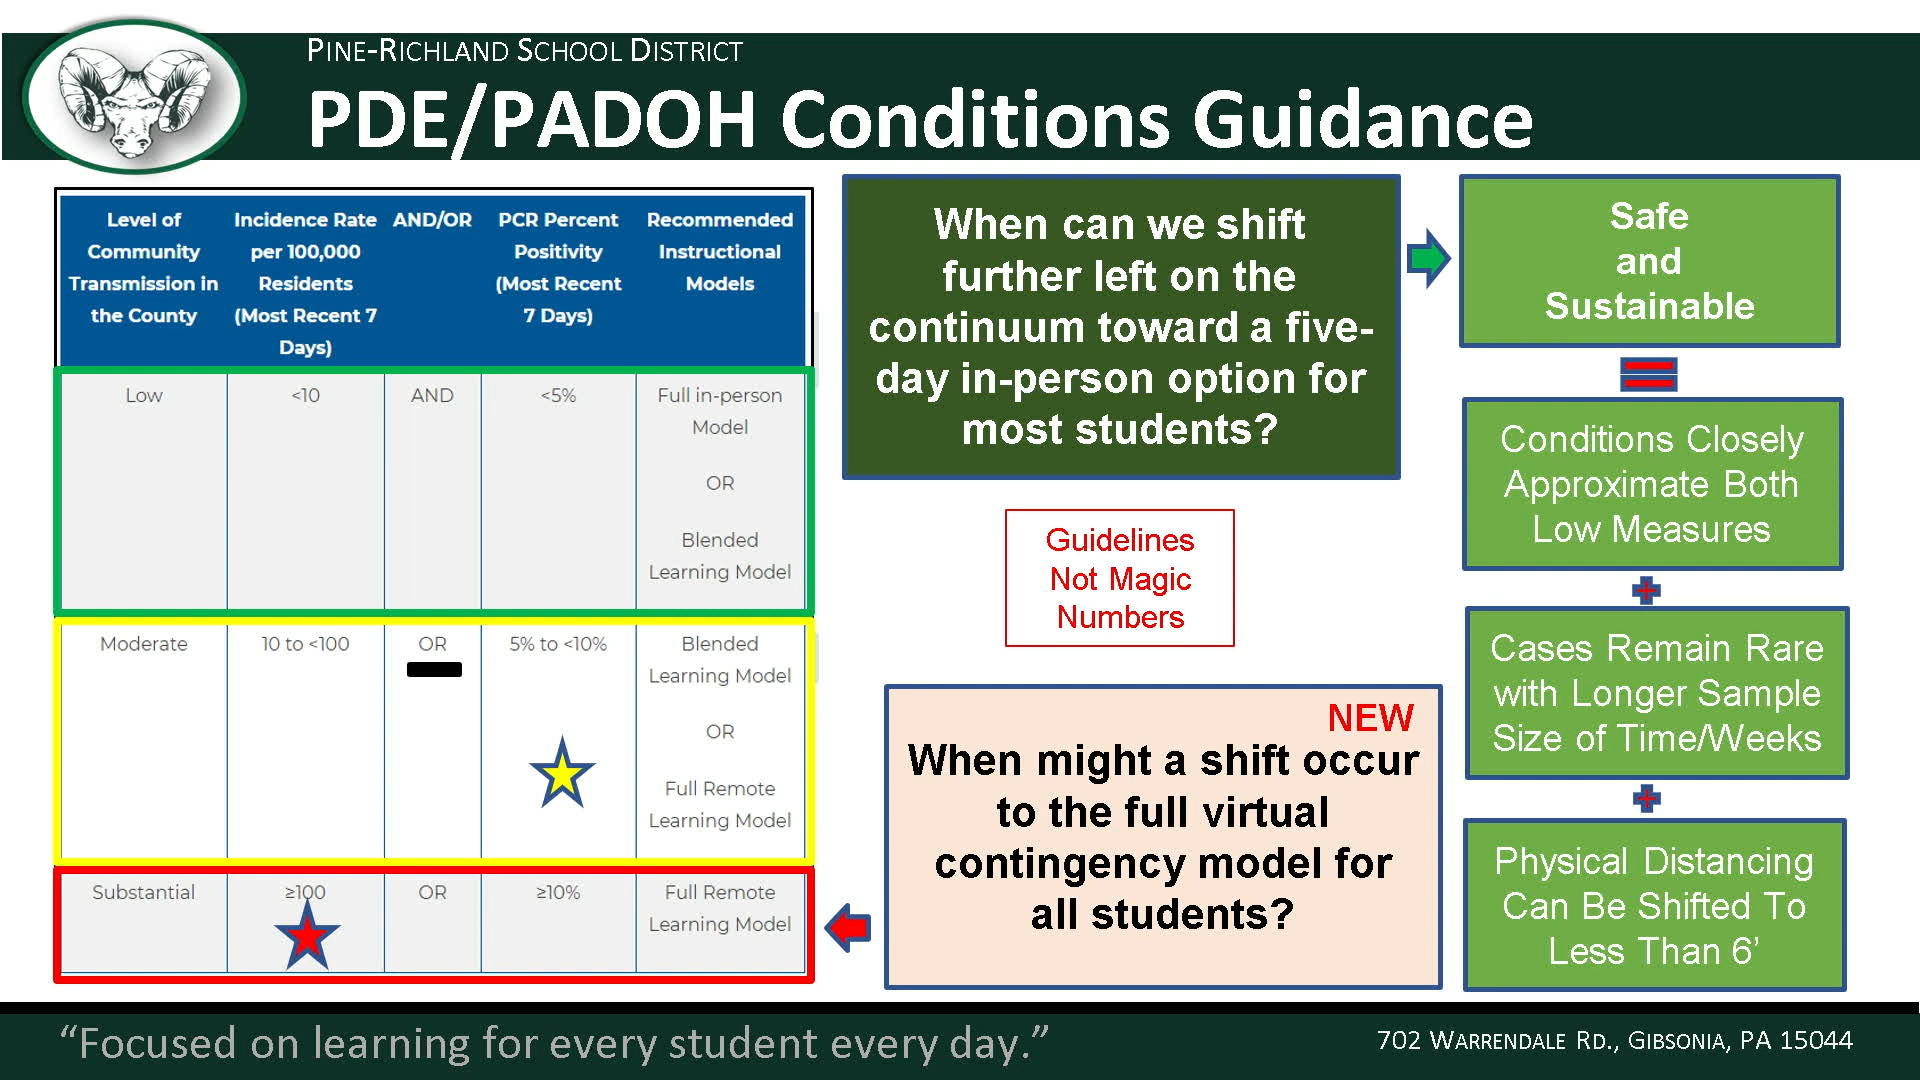 PINE-RICHLAND SCHOOL DISTRICT
PDE/PADOH Conditions Guidance
Level of
Community
Transmission in
the County
Incidence Rate
per 100,000
Residents
(Most Recent 7
Days)
AND/OR
PCR Percent
Positivity
(Most Recent
7 Days)
Recommended
Instructional
Models
Low
<10
AND
<5%
Full in-person
Model
OR
Blended
Learning Model
Moderate
10 to <100
OR
5% to <10%
Blended
Learning Model
OR
Full Remote
Learning Model
Substantial
≥100
OR
≥10%
Full Remote
Learning Model
When can we shift
further left on the
continuum toward a five-
day in-person option for
most students?
Guidelines
Not Magic
Numbers
NEW
When might a shift occur
to the full virtual
contingency model for
all students?
Safe
and
Sustainable
Conditions Closely
Approximate Both
Low Measures
Cases Remain Rare
with Longer Sample
Size of Time/Weeks
Physical Distancing
Can Be Shifted To
Less Than 6’
“Focused on learning for every student every day.”
702 WARRENDALE RD., GIBSONIA, PA 15044